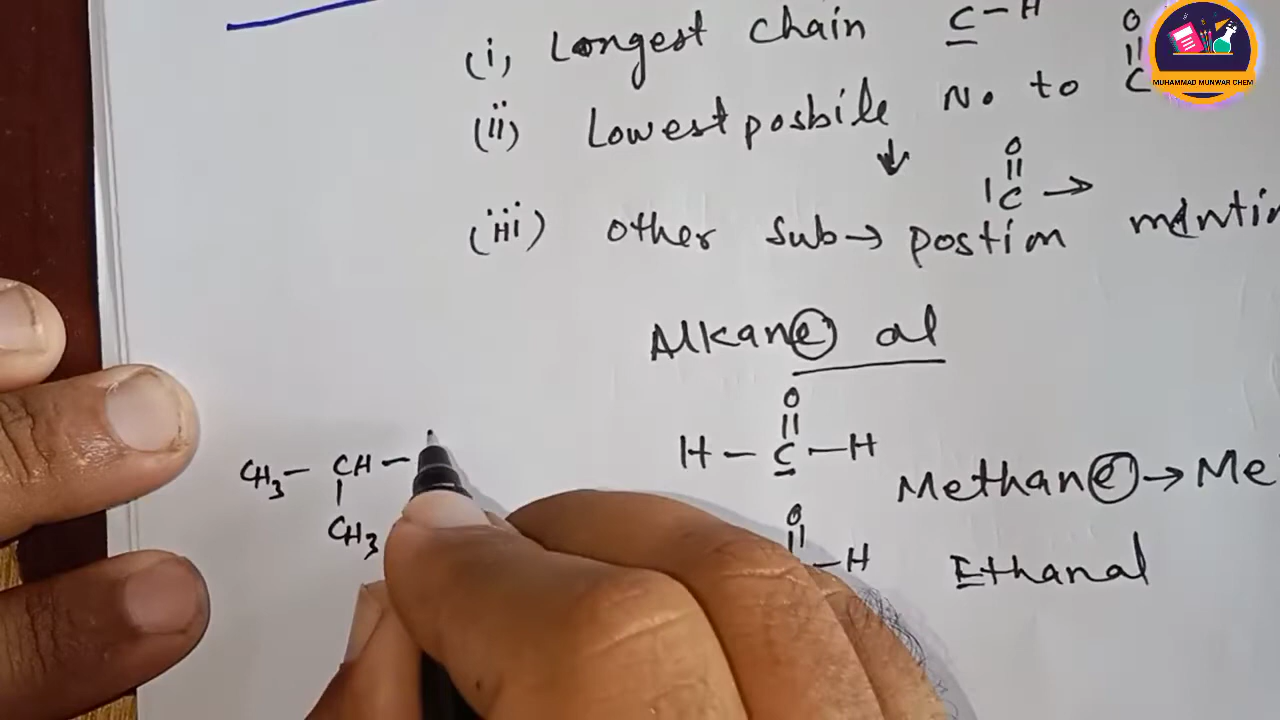 (i, Longest chain C-H O
||
(ii) Lowest posbile No. to C
↓ O
||
(iii) other sub→ postion IC →
Alkane al
O
||
H-C-H
Methane → Me
CH3- CH-
|
CH3
O
||
-H Ethanal
MUHAMMAD MUNWAR CHEM